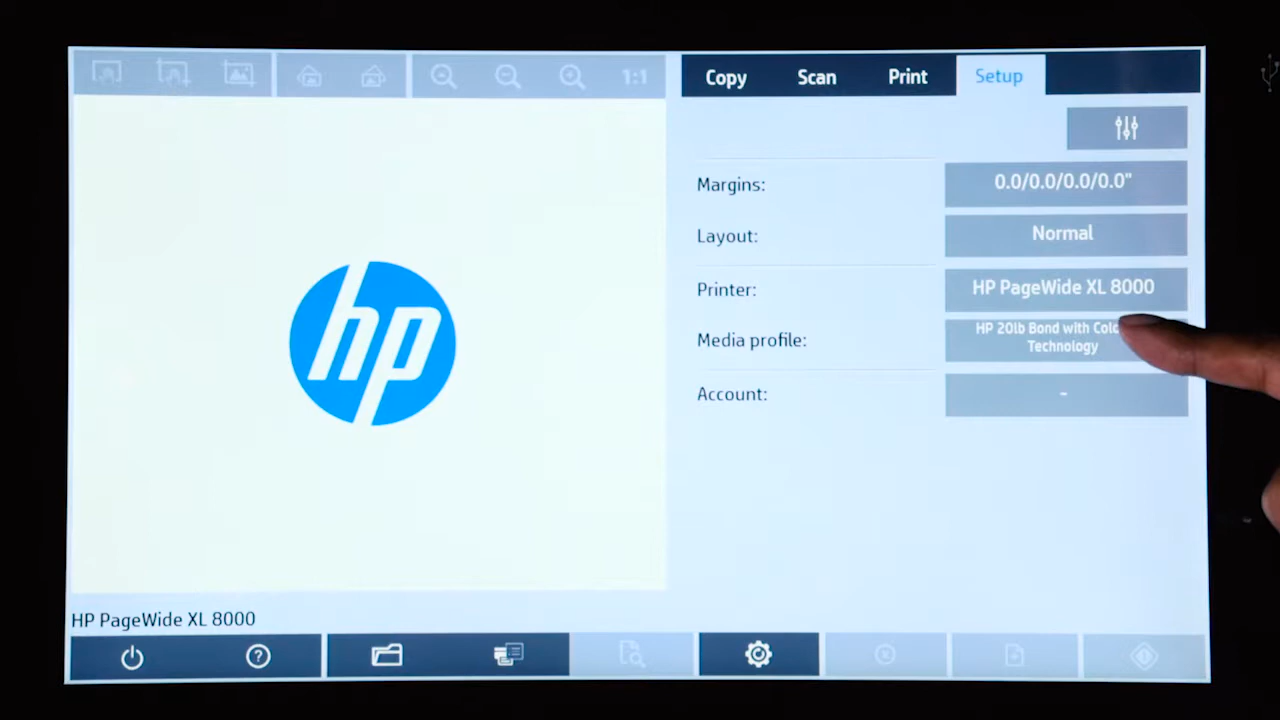 1:1
Copy Scan Print Setup
Margins: 0.0/0.0/0.0/0.0"
Layout: Normal
Printer: HP PageWide XL 8000
Media profile: HP 20lb Bond with
Technology
Account: -
hp
HP PageWide XL 8000